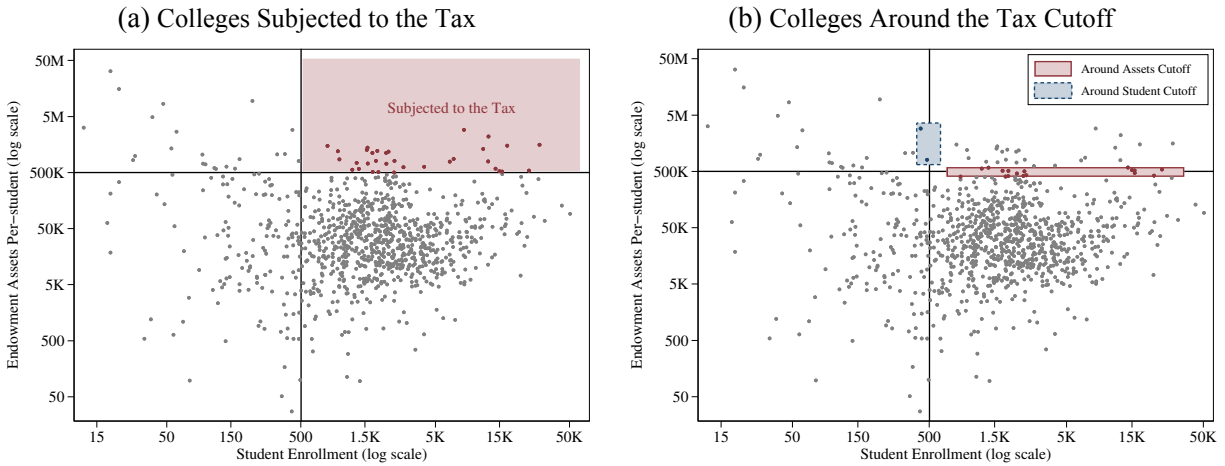 (a) Colleges Subjected to the Tax
Endowment Assets Per−student (log scale)
50M
5M
500K
50K
5K
500
50
Subjected to the Tax
15
50
150
500
1.5K
5K
15K
50K
Student Enrollment (log scale)
(b) Colleges Around the Tax Cutoff
Endowment Assets Per−student (log scale)
50M
5M
500K
50K
5K
500
50
Around Assets Cutoff
Around Student Cutoff
15
50
150
500
1.5K
5K
15K
50K
Student Enrollment (log scale)